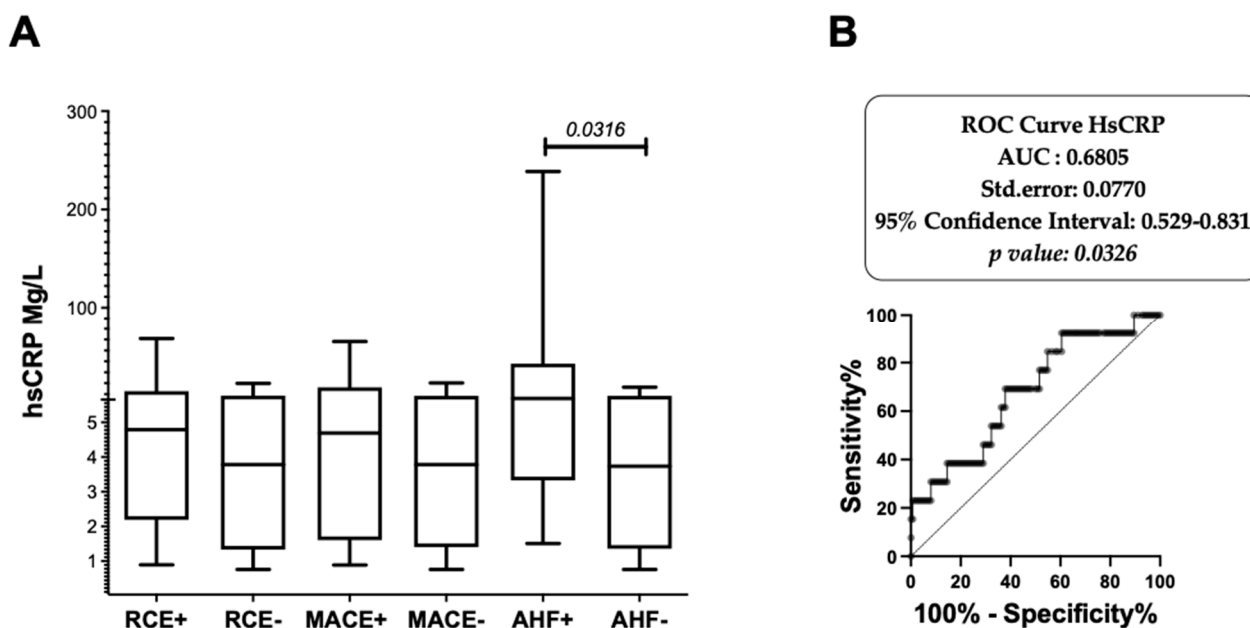 A
B
300
200
100
5
4
3
2
1
hsCRP Mg/L
0.0316
RCE+
RCE-
MACE+
MACE-
AHF+
AHF-
ROC Curve HsCRP
AUC : 0.6805
Std.error: 0.0770
95% Confidence Interval: 0.529-0.831
p value: 0.0326
100
80
60
40
20
0
Sensitivity%
0 20 40 60 80 100
100% - Specificity%